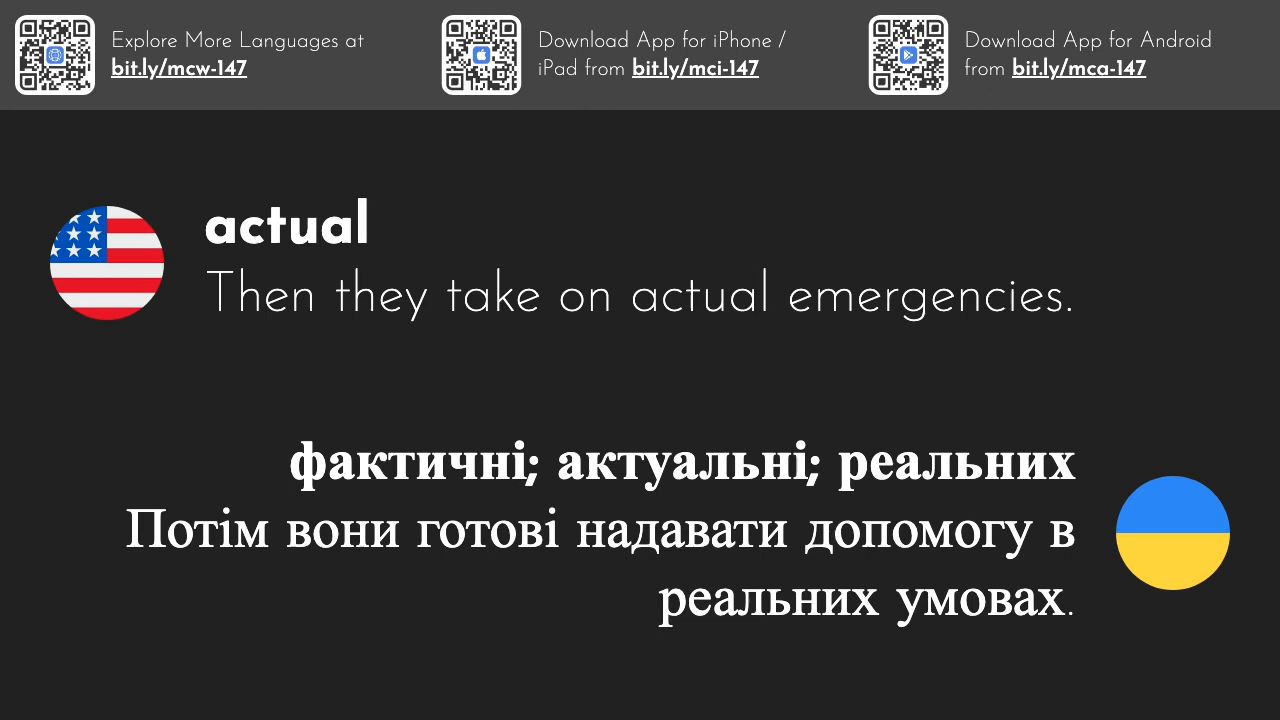 Explore More Languages at
bit.ly/mcw-147
Download App for iPhone /
iPad from bit.ly/mci-147
Download App for Android
from bit.ly/mca-147
actual
Then they take on actual emergencies.
фактичні; актуальні; реальних
Потім вони готові надавати допомогу в
реальних умовах.